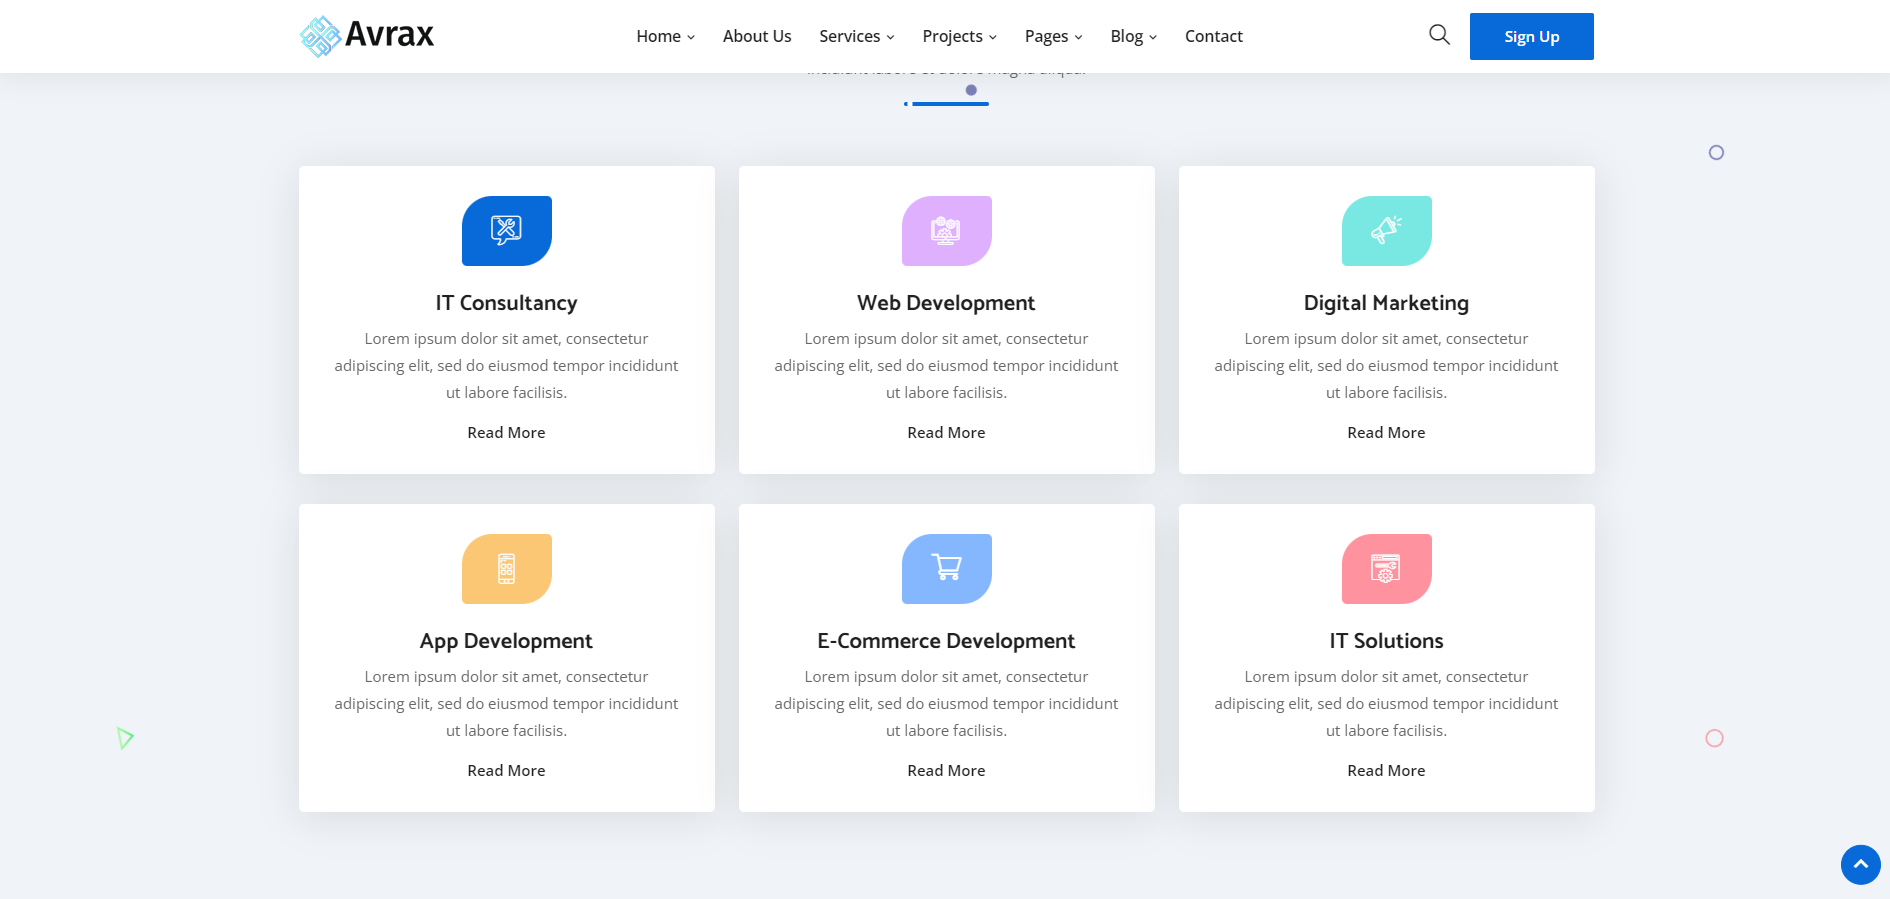 Avrax
Home
About Us
Services
Projects
Pages
Blog
Contact
Sign Up
IT Consultancy
Lorem ipsum dolor sit amet, consectetur
adipiscing elit, sed do eiusmod tempor incididunt
ut labore facilisis.
Read More
Web Development
Lorem ipsum dolor sit amet, consectetur
adipiscing elit, sed do eiusmod tempor incididunt
ut labore facilisis.
Read More
Digital Marketing
Lorem ipsum dolor sit amet, consectetur
adipiscing elit, sed do eiusmod tempor incididunt
ut labore facilisis.
Read More
App Development
Lorem ipsum dolor sit amet, consectetur
adipiscing elit, sed do eiusmod tempor incididunt
ut labore facilisis.
Read More
E-Commerce Development
Lorem ipsum dolor sit amet, consectetur
adipiscing elit, sed do eiusmod tempor incididunt
ut labore facilisis.
Read More
IT Solutions
Lorem ipsum dolor sit amet, consectetur
adipiscing elit, sed do eiusmod tempor incididunt
ut labore facilisis.
Read More